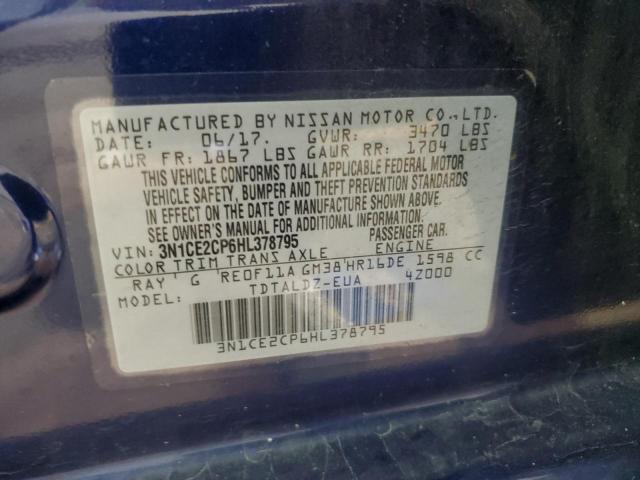 MANUFACTURED BY NISSAN MOTOR CO.,LTD.
DATE: 06/17. GVWR: 3470 LBS
GAWR FR: 1867 LBS GAWR RR: 1704 LBS
THIS VEHICLE CONFORMS TO ALL APPLICABLE FEDERAL MOTOR
VEHICLE SAFETY, BUMPER AND THEFT PREVENTION STANDARDS
IN EFFECT ON THE DATE OF MANUFACTURE SHOWN ABOVE.
SEE OWNER'S MANUAL FOR ADDITIONAL INFORMATION.
VIN: 3N1CE2CP6HL378795 PASSENGER CAR.
COLOR TRIM TRANS AXLE ENGINE
RAY G RE0F11A GM38 HR16DE 1598 CC
MODEL: TDTALDZ-EUA 4Z000
3N1CE2CP6HL378795